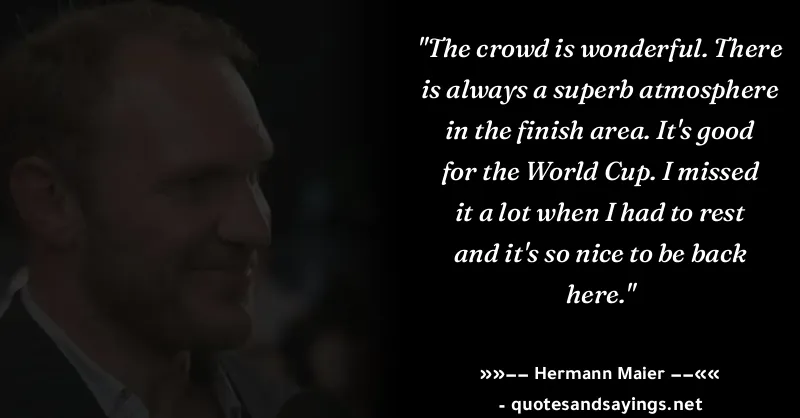 "The crowd is wonderful. There
is always a superb atmosphere
in the finish area. It's good
for the World Cup. I missed
it a lot when I had to rest
and it's so nice to be back
here."
»»–– Hermann Maier ––««
- quotesandsayings.net